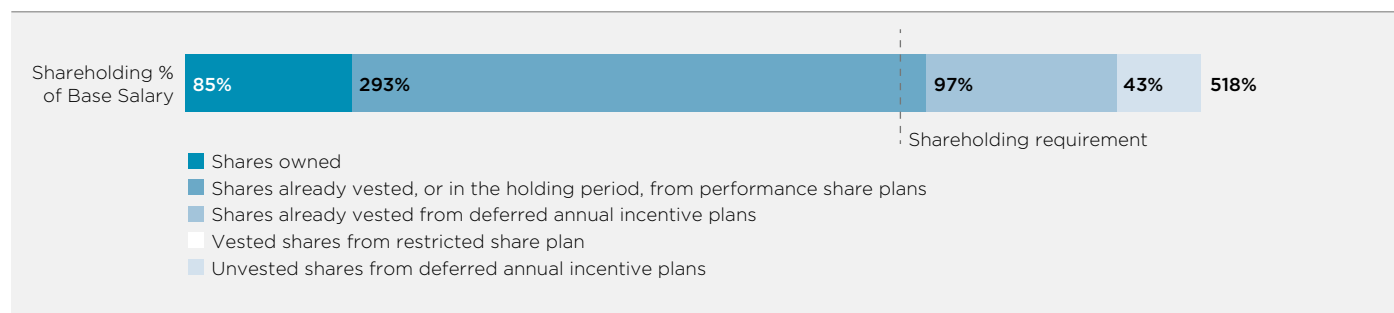 Shareholding %
of Base Salary
85%
293%
97%
43%
518%
Shareholding requirement
Shares owned
Shares already vested, or in the holding period, from performance share plans
Shares already vested from deferred annual incentive plans
Vested shares from restricted share plan
Unvested shares from deferred annual incentive plans